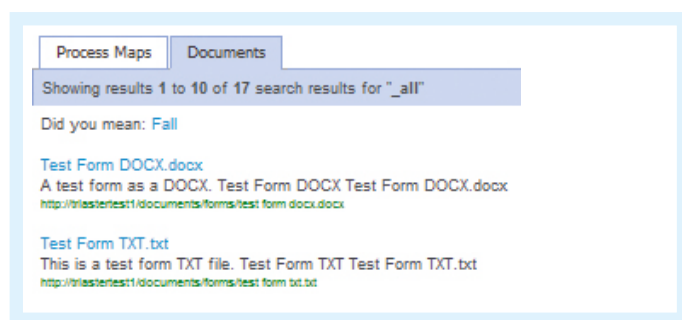 Process Maps Documents
Showing results 1 to 10 of 17 search results for "_all"
Did you mean: Fall
Test Form DOCX.docx
A test form as a DOCX. Test Form DOCX Test Form DOCX.docx
http://triastertest1/documents/forms/test form docx.docx
Test Form TXT.txt
This is a test form TXT file. Test Form TXT Test Form TXT.txt
http://triastertest1/documents/forms/test form txt.txt